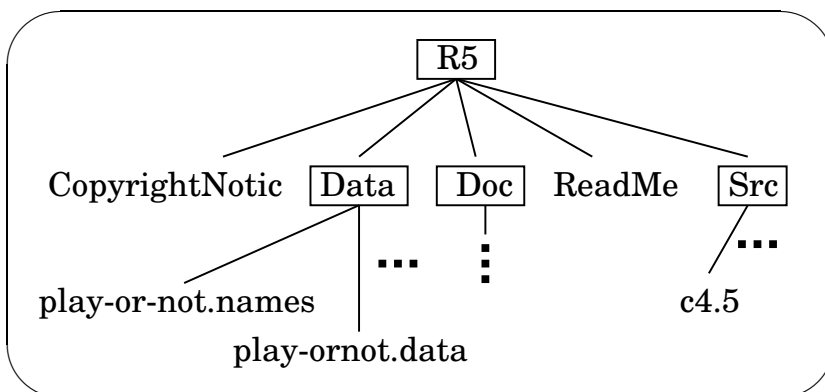 R5
CopyrightNotic Data Doc ReadMe Src
play-or-not.names c4.5
play-ornot.data